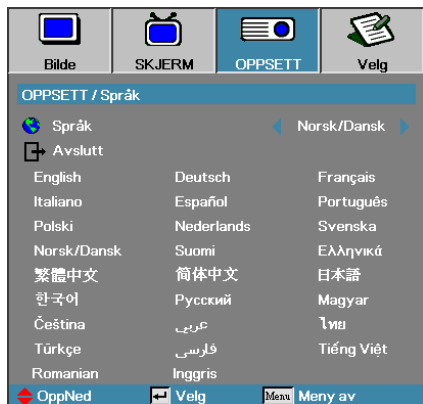 Bilde SKJERM OPPSETT Velg
OPPSETT / Språk
Språk Norsk/Dansk
Avslutt
English Deutsch Français
Italiano Español Português
Polski Nederlands Svenska
Norsk/Dansk Suomi Ελληνικά
繁體中文 简体中文 日本語
한국어 Русский Magyar
Čeština عربي ไทย
Türkçe فارسی Tiếng Việt
Romanian Inggris
OppNed Velg Menu Meny av